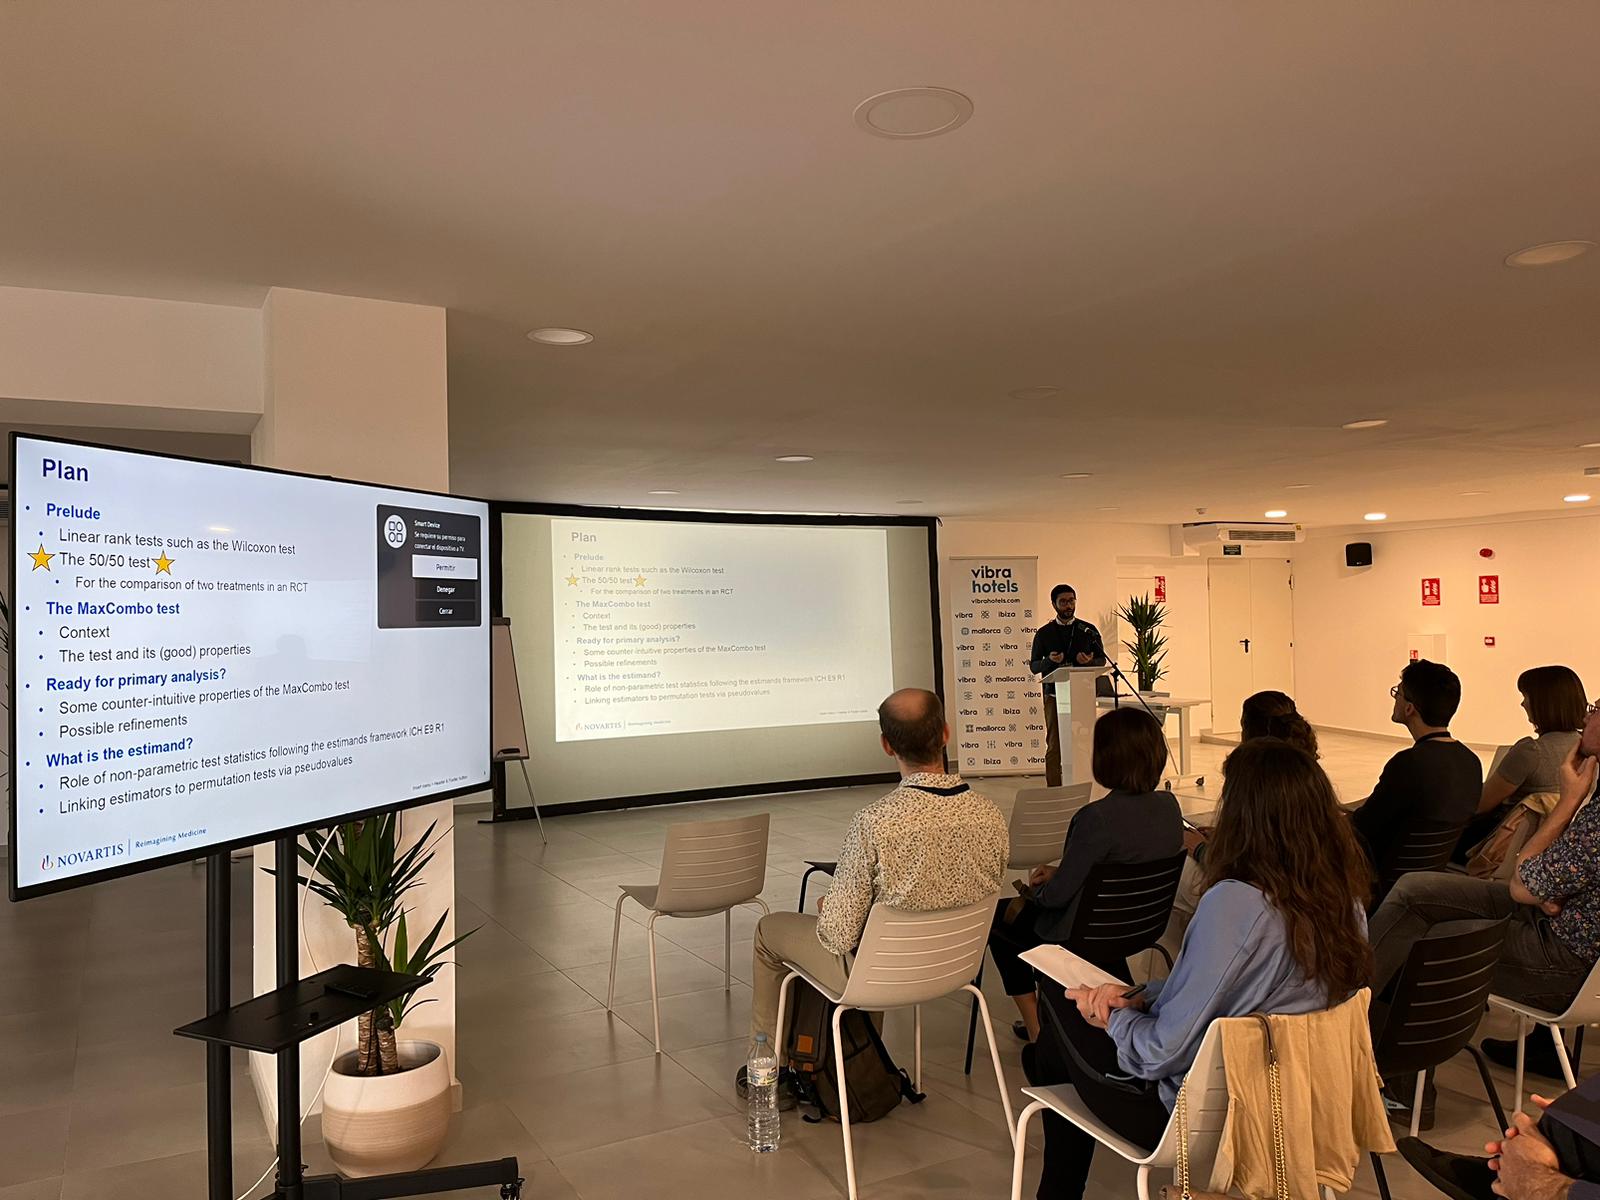 Plan
Prelude
Linear rank tests such as the Wilcoxon test
The 50/50 test
For the comparison of two treatments in an RCT
The MaxCombo test
Context
The test and its (good) properties
Ready for primary analysis?
Some counter-intuitive properties of the MaxCombo test
Possible refinements
What is the estimand?
Role of non-parametric test statistics following the estimands framework ICH E9 R1
Linking estimators to permutation tests via pseudovalues
NOVARTIS | Reimagining Medicine
Smart Device
Se requiere su permiso para
conectar el dispositivo a TV.
Permitir
Denegar
Cerrar
Plan
Prelude
Linear rank tests such as the Wilcoxon test
The 50/50 test
For the comparison of two treatments in an RCT
The MaxCombo test
Context
The test and its (good) properties
Ready for primary analysis?
Some counter-intuitive properties of the MaxCombo test
Possible refinements
What is the estimand?
Role of non-parametric test statistics following the estimands framework ICH E9 R1
Linking estimators to permutation tests via pseudovalues
NOVARTIS | Reimagining Medicine
vibra
hotels
vibrahotels.com
vibra ibiza
mallorca vibra
vibra ibiza
vibra mallorca
vibra vibra
vibra ibiza
mallorca vibra
vibra vibra
ibiza vibra